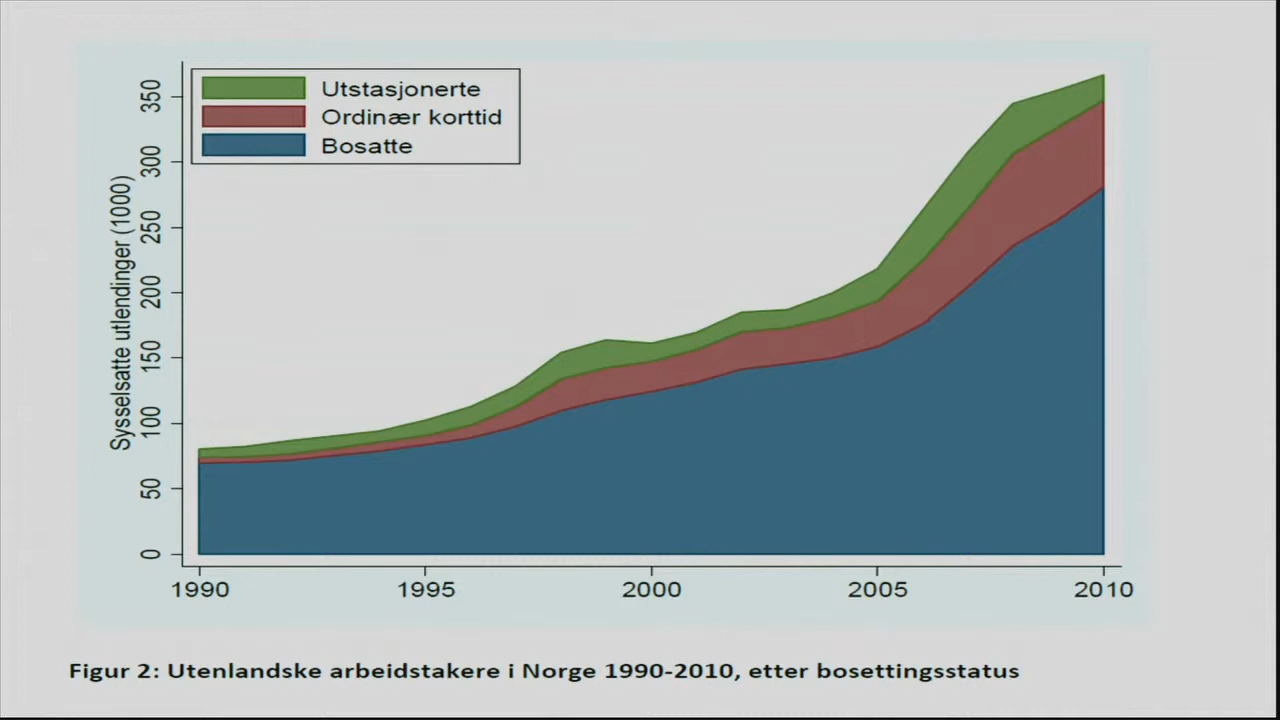 Utstasjonerte
Ordinær korttid
Bosatte
Sysselsatte utlendinger (1000)
350
300
250
200
150
100
50
0
1990 1995 2000 2005 2010
Figur 2: Utenlandske arbeidstakere i Norge 1990-2010, etter bosettingsstatus